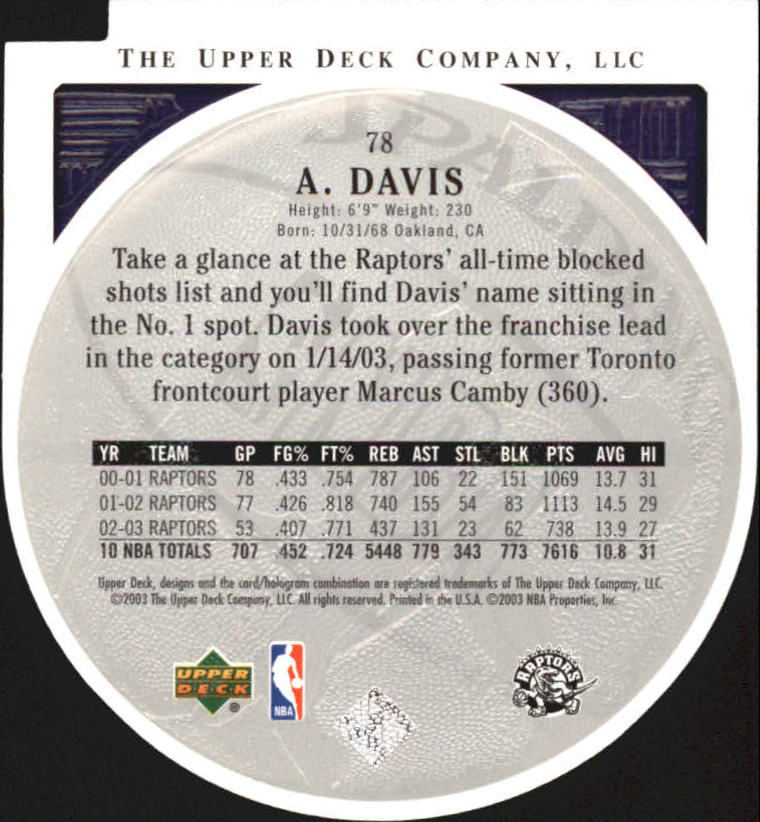 THE UPPER DECK COMPANY, LLC
SPALDING
78
A. DAVIS
Height: 6'9" Weight: 230
Born: 10/31/68 Oakland, CA
Take a glance at the Raptors' all-time blocked
shots list and you'll find Davis' name sitting in
the No. 1 spot. Davis took over the franchise lead
in the category on 1/14/03, passing former Toronto
frontcourt player Marcus Camby (360).
YR TEAM GP FG% FT% REB AST STL BLK PTS AVG HI
00-01 RAPTORS 78 .433 .754 787 106 22 151 1069 13.7 31
01-02 RAPTORS 77 .426 .818 740 155 54 83 1113 14.5 29
02-03 RAPTORS 53 .407 .771 437 131 23 62 738 13.9 27
10 NBA TOTALS 707 .452 .724 5448 779 343 773 7616 10.8 31
Upper Deck, designs and the card/hologram combination are registered trademarks of The Upper Deck Company, LLC.
©2003 The Upper Deck Company, LLC. All rights reserved. Printed in the U.S.A. ©2003 NBA Properties, Inc.
UPPER
DECK
®
NBA
RAPTORS